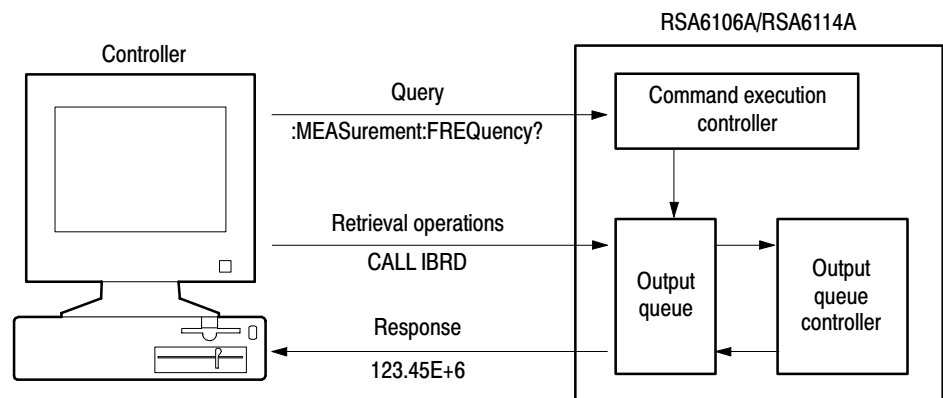 RSA6106A/RSA6114A
Controller
Query
:MEASurement:FREQuency?
Command execution
controller
Retrieval operations
CALL IBRD
Output
queue
Output
queue
controller
Response
123.45E+6